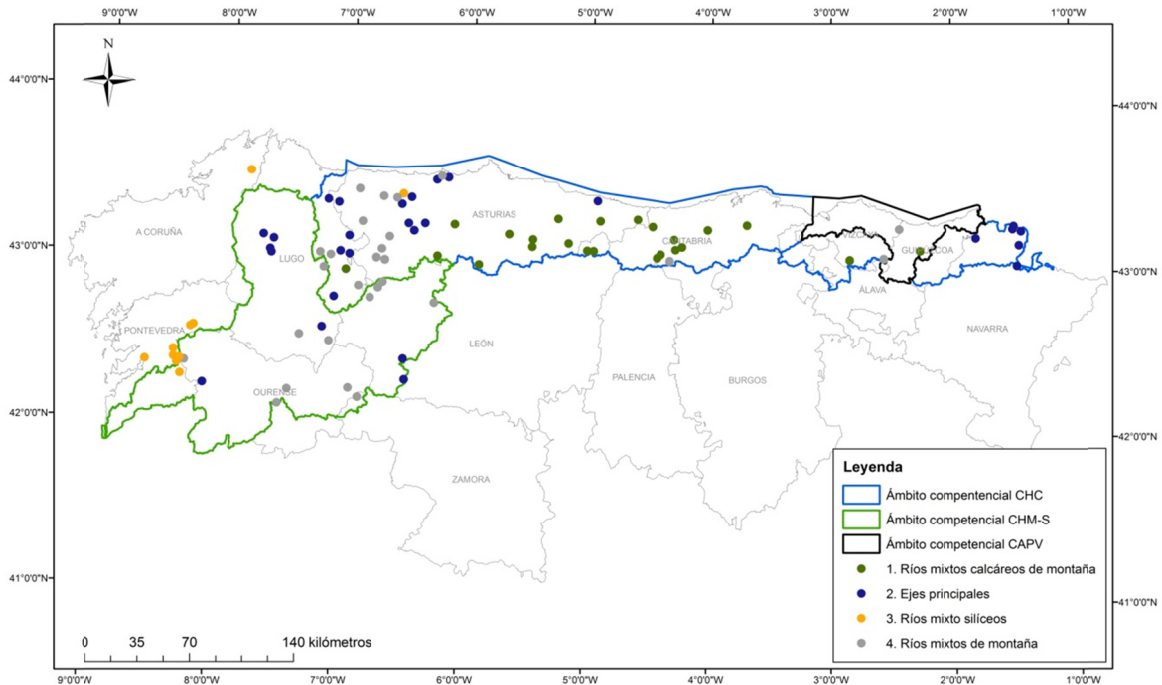 9°0'0"W 8°0'0"W 7°0'0"W 6°0'0"W 5°0'0"W 4°0'0"W 3°0'0"W 2°0'0"W 1°0'0"W
N
44°0'0"N
44°0'0"N
A CORUÑA
ASTURIAS
CANTABRIA
VIZCAYA
GUIPUZCOA
43°0'0"N
43°0'0"N
LUGO
ÁLAVA
PONTEVEDRA
LEÓN
NAVARRA
PALENCIA
BURGOS
OURENSE
42°0'0"N
42°0'0"N
ZAMORA
Leyenda
Ámbito compentencial CHC
Ámbito competencial CHM-S
Ámbito competencial CAPV
1. Ríos mixtos calcáreos de montaña
2. Ejes principales
3. Ríos mixto silíceos
4. Ríos mixtos de montaña
41°0'0"N
41°0'0"N
0 35 70 140 kilómetros
9°0'0"W 8°0'0"W 7°0'0"W 6°0'0"W 5°0'0"W 4°0'0"W 3°0'0"W 2°0'0"W 1°0'0"W